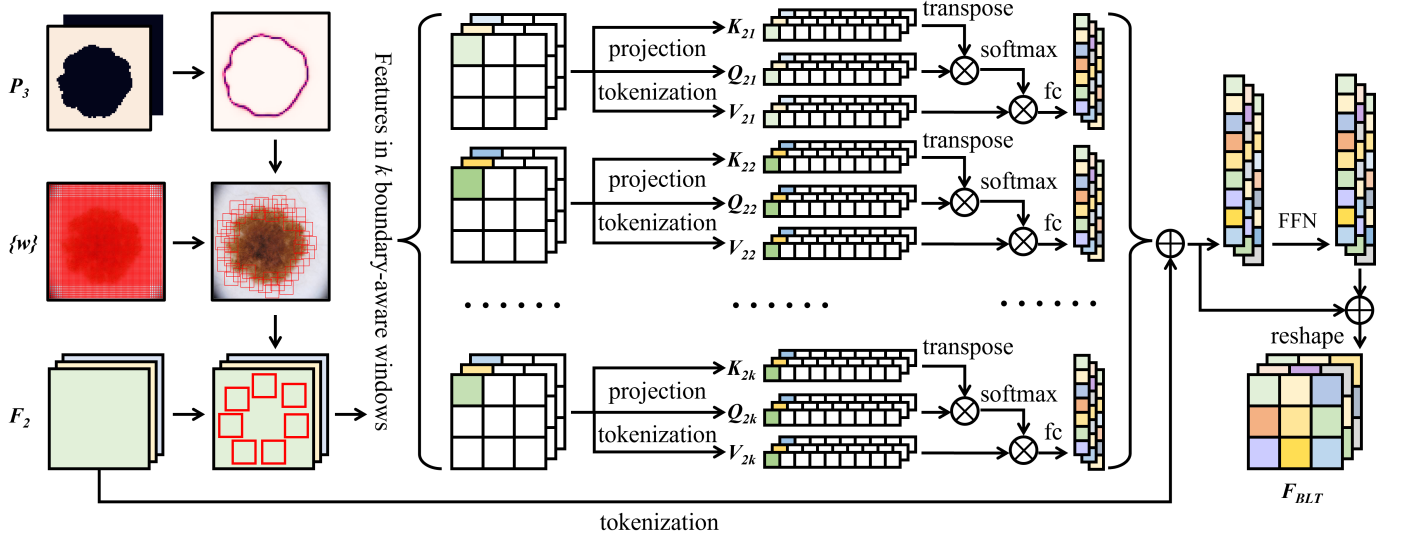 P3
{w}
F2
Features in k boundary-aware windows
projection
tokenization
K21
Q21
V21
transpose
softmax
fc
projection
tokenization
K22
Q22
V22
transpose
softmax
fc
......
......
......
projection
tokenization
K2k
Q2k
V2k
transpose
softmax
fc
tokenization
FFN
reshape
FBLT